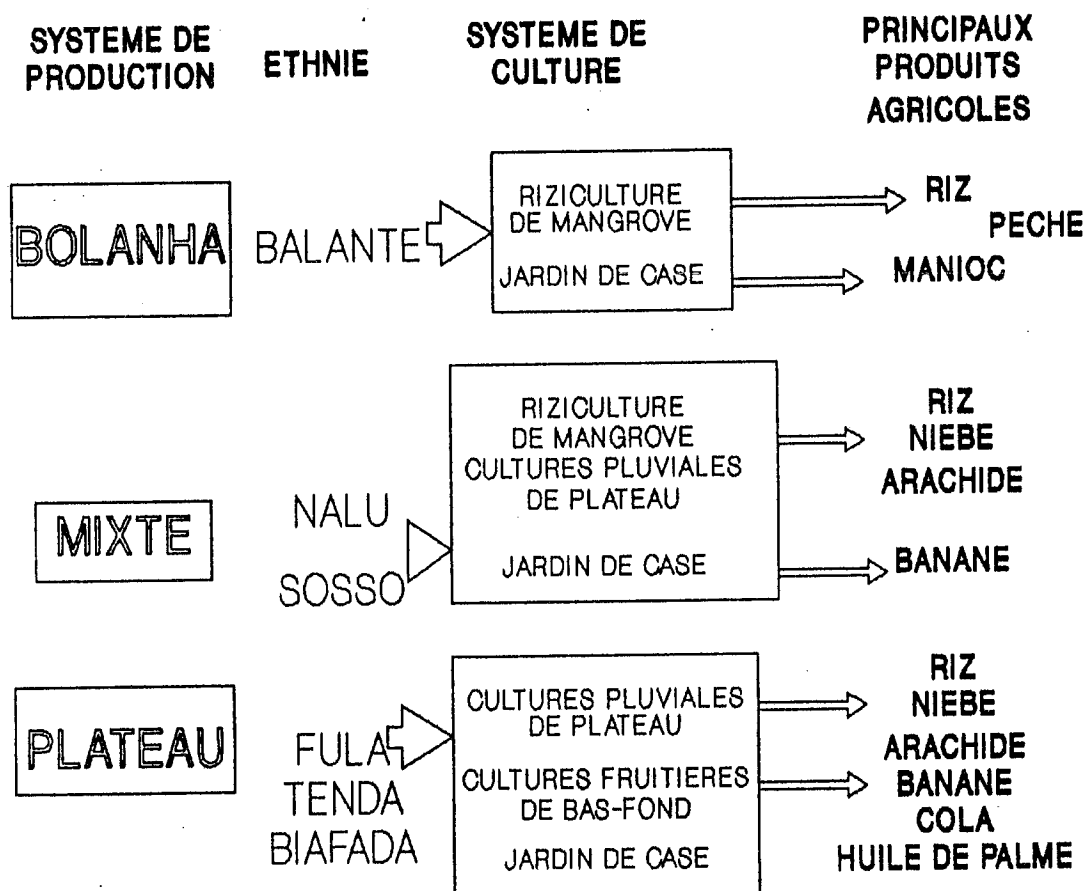 SYSTEME DE
PRODUCTION
ETHNIE
SYSTEME DE
CULTURE
PRINCIPAUX
PRODUITS
AGRICOLES
BOLANHA
BALANTE
RIZICULTURE
DE MANGROVE
JARDIN DE CASE
RIZ
PECHE
MANIOC
MIXTE
NALU
SOSSO
RIZICULTURE
DE MANGROVE
CULTURES PLUVIALES
DE PLATEAU
JARDIN DE CASE
RIZ
NIEBE
ARACHIDE
BANANE
PLATEAU
FULA
TENDA
BIAFADA
CULTURES PLUVIALES
DE PLATEAU
CULTURES FRUITIERES
DE BAS-FOND
JARDIN DE CASE
RIZ
NIEBE
ARACHIDE
BANANE
COLA
HUILE DE PALME